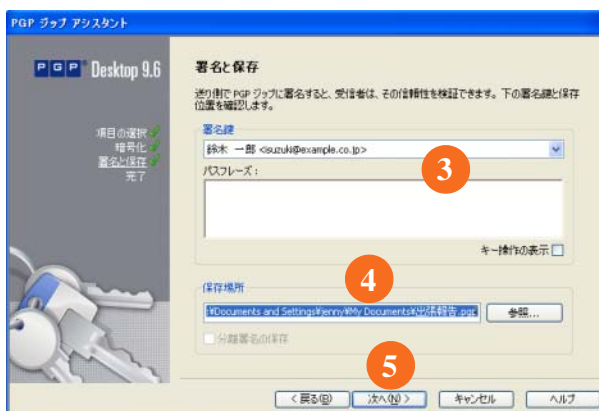 PGP ジップ アシスタント
PGP Desktop 9.6
署名と保存
送り側で PGP ジップに署名すると、受信者は、その信頼性を検証できます。下の署名鍵と保存
位置を確認します。
項目の選択
暗号化
署名と保存
完了
署名鍵
鈴木 一郎 <isuzuki@example.co.jp>
3
パスフレーズ:
キー操作の表示
4
保存場所
:¥Documents and Settings¥jenny¥My Documents¥出張報告.pgp
参照...
分離署名の保存
5
< 戻る(B)
次へ(N) >
キャンセル
ヘルプ